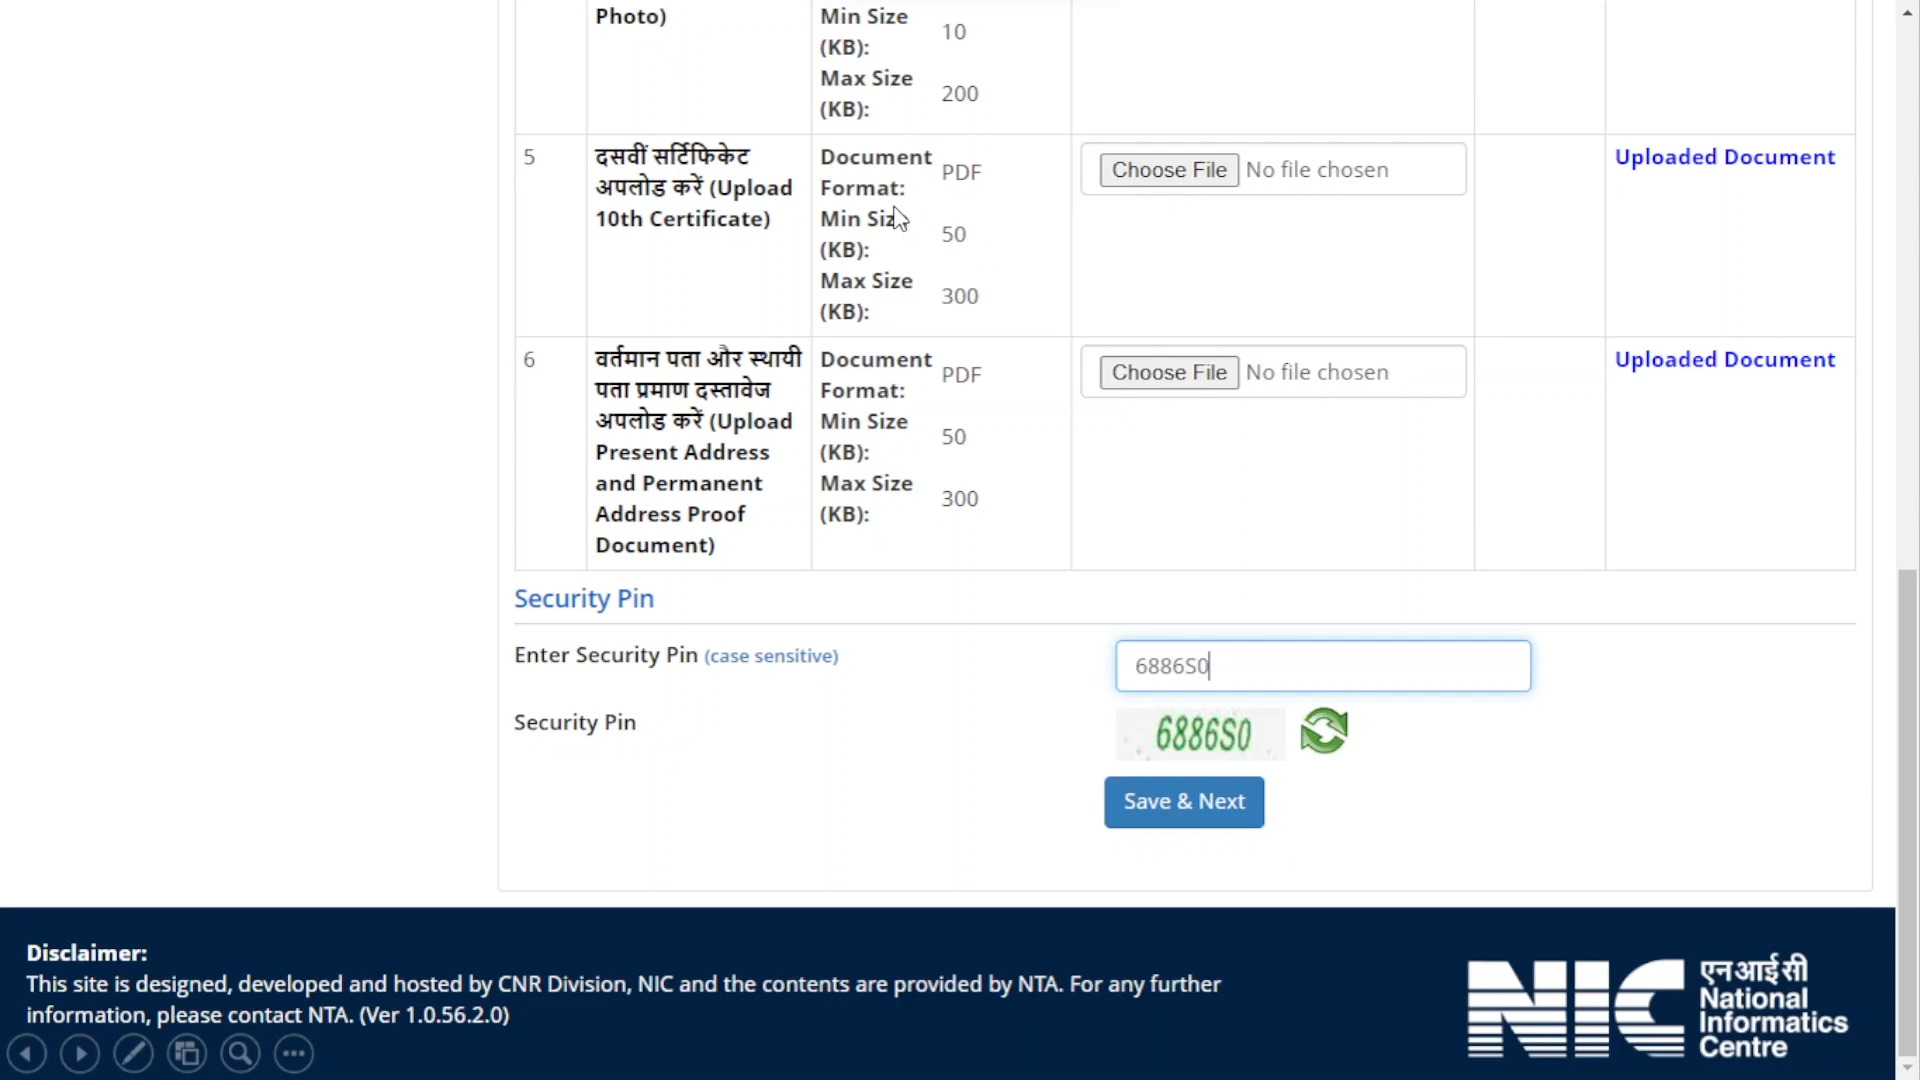 Photo)
Min Size
(KB):
10
Max Size
(KB):
200
5
दसवीं सर्टिफिकेट
अपलोड करें (Upload
10th Certificate)
Document
Format:
PDF
Min Size
(KB):
50
Max Size
(KB):
300
Choose File No file chosen
Uploaded Document
6
वर्तमान पता और स्थायी
पता प्रमाण दस्तावेज
अपलोड करें (Upload
Present Address
and Permanent
Address Proof
Document)
Document
Format:
PDF
Min Size
(KB):
50
Max Size
(KB):
300
Choose File No file chosen
Uploaded Document
Security Pin
Enter Security Pin (case sensitive)
6886S0
Security Pin
6886S0
Save & Next
Disclaimer:
This site is designed, developed and hosted by CNR Division, NIC and the contents are provided by NTA. For any further
information, please contact NTA. (Ver 1.0.56.2.0)
NIC
एनआईसी
National
Informatics
Centre